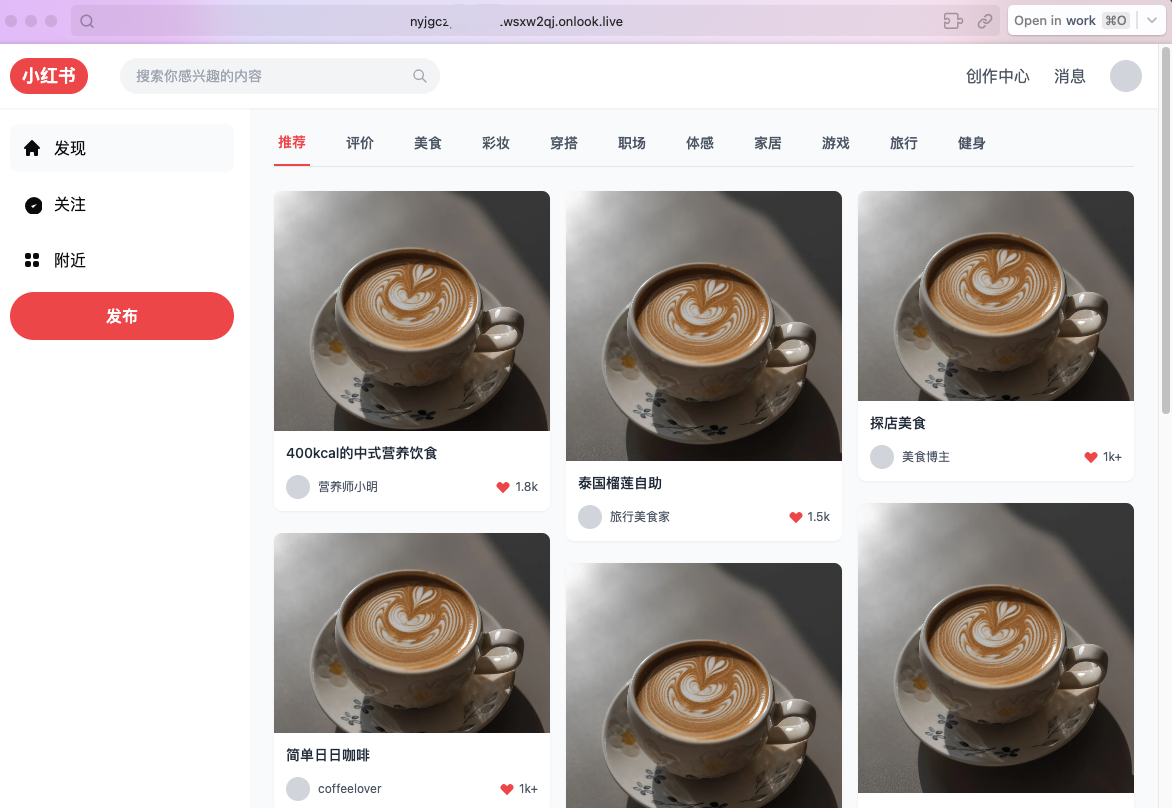 nyjgcz .wsxw2qj.onlook.live
Open in work ⌘O
小红书
搜索你感兴趣的内容
创作中心 消息
发现
关注
附近
发布
推荐 评价 美食 彩妆 穿搭 职场 体感 家居 游戏 旅行 健身
400kcal的中式营养饮食
营养师小明 1.8k
泰国榴莲自助
旅行美食家 1.5k
探店美食
美食博主 1k+
简单日日咖啡
coffeelover 1k+